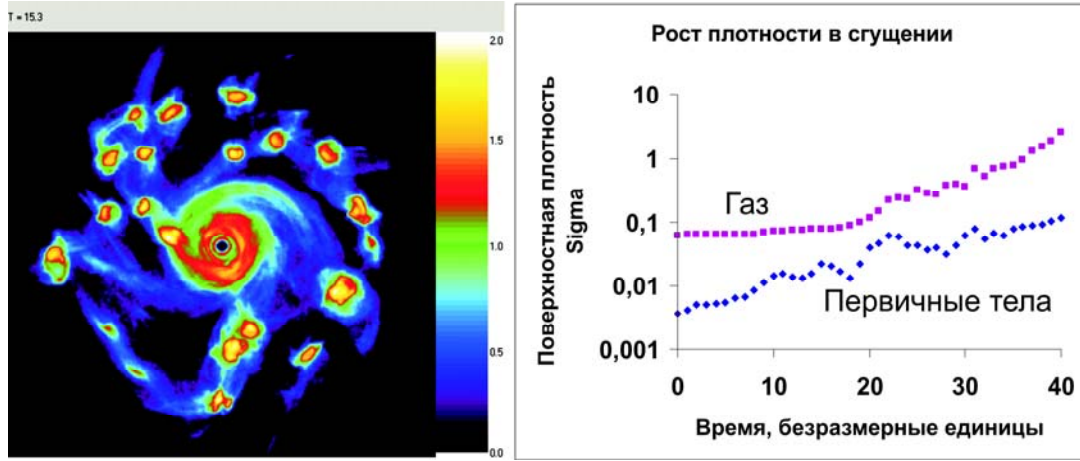 T = 15.3
2.0
1.5
1.0
0.5
0.0
Рост плотности в сгущении
Поверхностная плотность
Sigma
10
1
0,1
0,01
0,001
Газ
Первичные тела
0
10
20
30
40
Время, безразмерные единицы